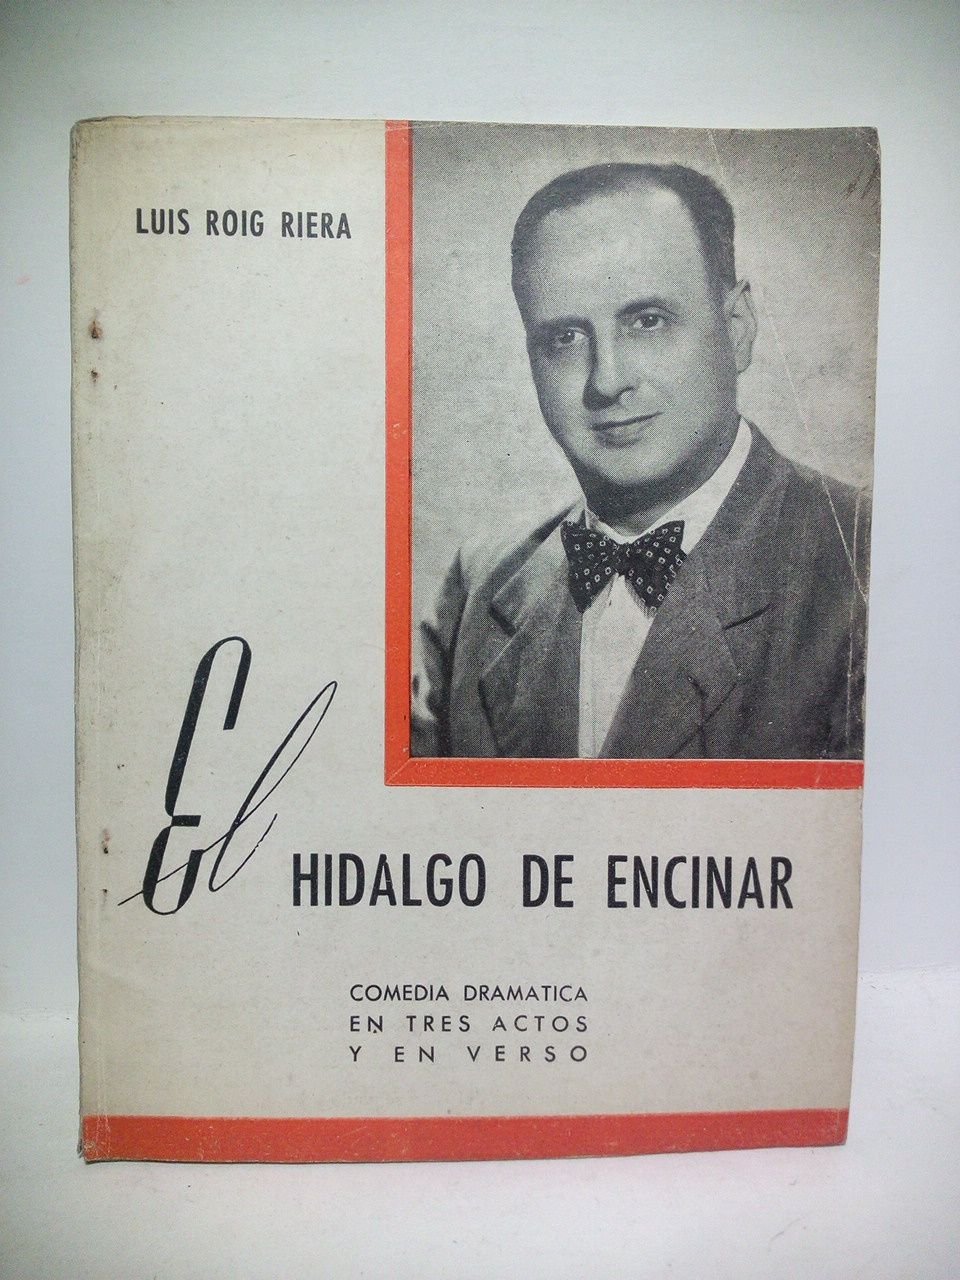 LUIS ROIG RIERA
El HIDALGO DE ENCINAR
COMEDIA DRAMATICA
EN TRES ACTOS
Y EN VERSO